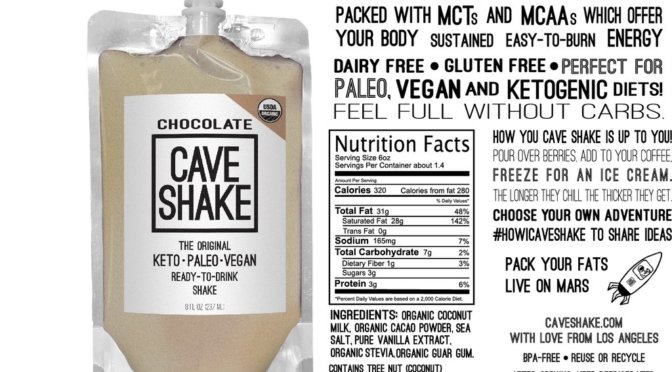 USDA
ORGANIC
CHOCOLATE
CAVE
SHAKE
THE ORIGINAL
KETO • PALEO • VEGAN
READY-TO-DRINK
SHAKE
8 FL OZ (237 ML)
PACKED WITH MCTs AND MCAAs WHICH OFFER
YOUR BODY SUSTAINED EASY-TO-BURN ENERGY
DAIRY FREE • GLUTEN FREE • PERFECT FOR
PALEO, VEGAN AND KETOGENIC DIETS!
FEEL FULL WITHOUT CARBS.
Nutrition Facts
Serving Size 6oz
Servings Per Container about 1.4
Amount Per Serving
Calories 320 Calories from fat 280
% Daily Values*
Total Fat 31g 48%
Saturated Fat 28g 142%
Trans Fat 0g
Sodium 165mg 7%
Total Carbohydrate 7g 2%
Dietary Fiber 1g 3%
Sugars 3g
Protein 3g 6%
*Percent Daily Values are based on a 2,000 Calorie Diet.
INGREDIENTS: ORGANIC COCONUT
MILK, ORGANIC CACAO POWDER, SEA
SALT, PURE VANILLA EXTRACT,
ORGANIC STEVIA, ORGANIC GUAR GUM.
CONTAINS TREE NUT (COCONUT)
HOW YOU CAVE SHAKE IS UP TO YOU!
POUR OVER BERRIES, ADD TO YOUR COFFEE,
FREEZE FOR AN ICE CREAM.
THE LONGER THEY CHILL THE THICKER THEY GET.
CHOOSE YOUR OWN ADVENTURE
#HOWICAVESHAKE TO SHARE IDEAS
PACK YOUR FATS
LIVE ON MARS
CAVESHAKE.COM
WITH LOVE FROM LOS ANGELES
BPA-FREE • REUSE OR RECYCLE